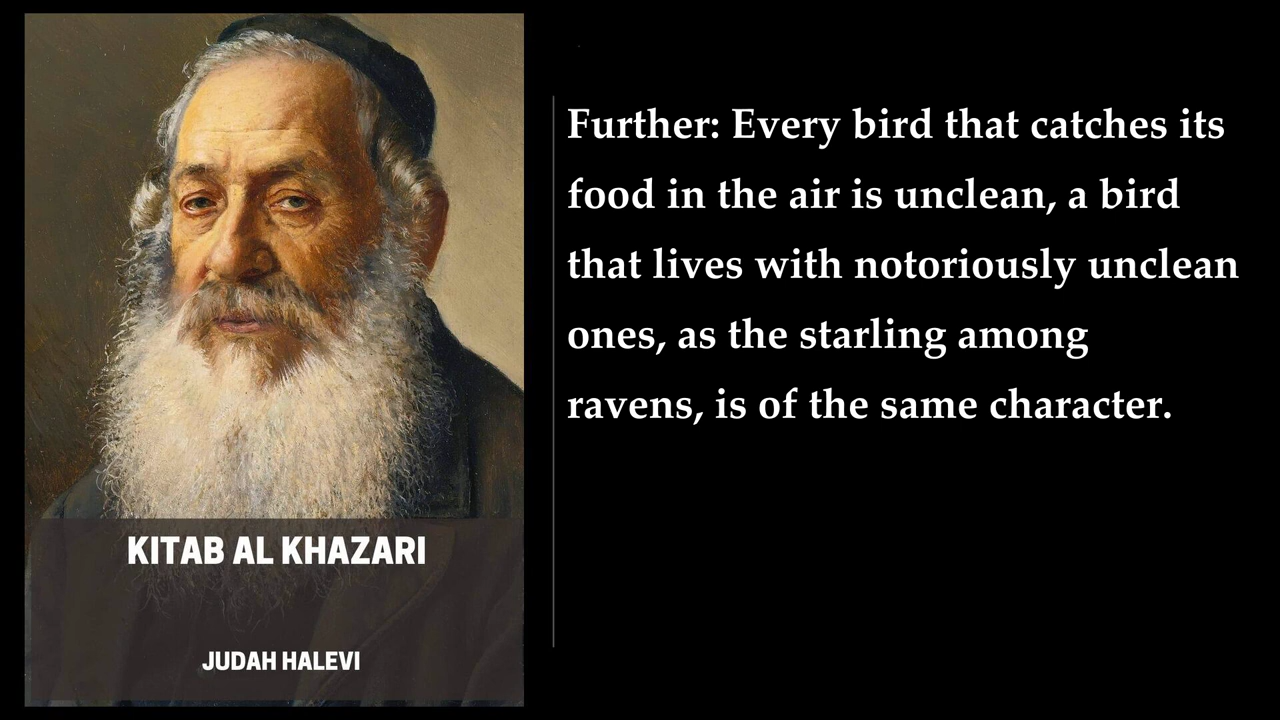 KITAB AL KHAZARI
JUDAH HALEVI
Further: Every bird that catches its
food in the air is unclean, a bird
that lives with notoriously unclean
ones, as the starling among
ravens, is of the same character.